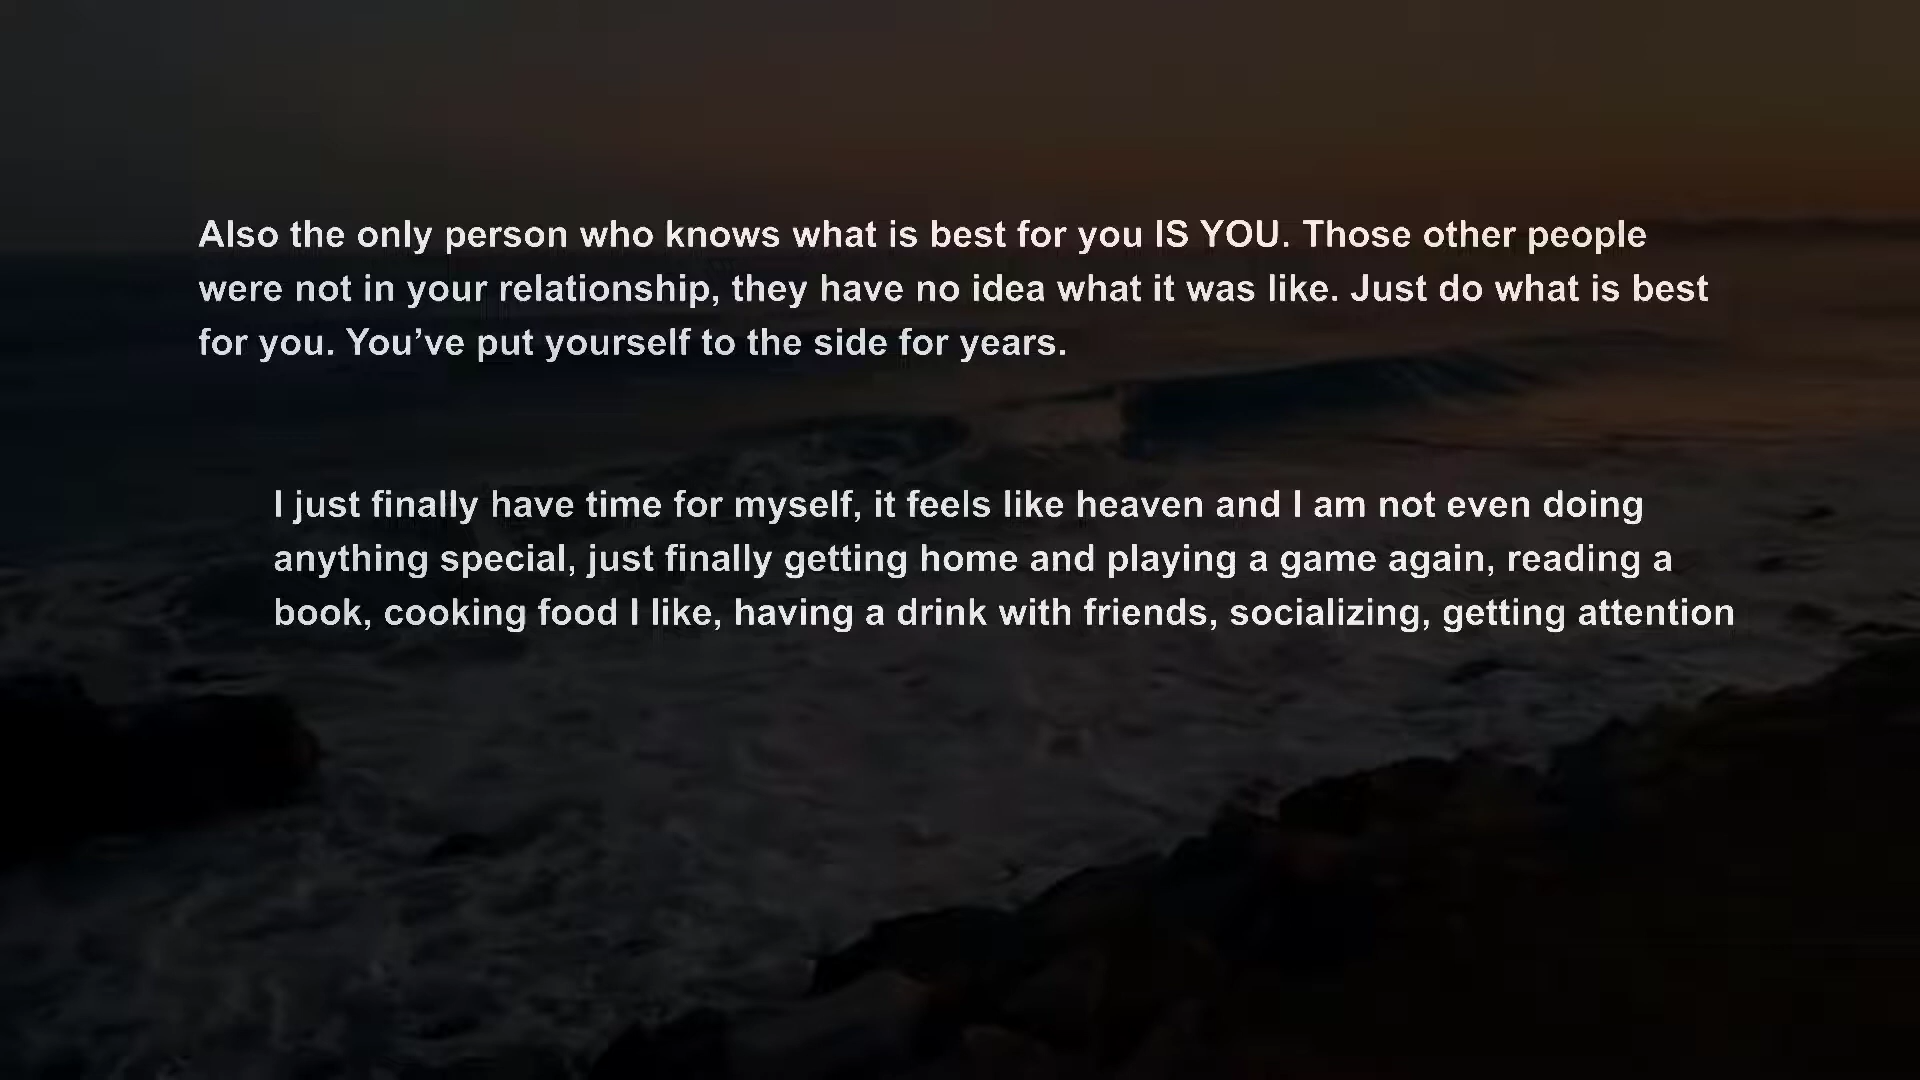 Also the only person who knows what is best for you IS YOU. Those other people
were not in your relationship, they have no idea what it was like. Just do what is best
for you. You’ve put yourself to the side for years.
I just finally have time for myself, it feels like heaven and I am not even doing
anything special, just finally getting home and playing a game again, reading a
book, cooking food I like, having a drink with friends, socializing, getting attention